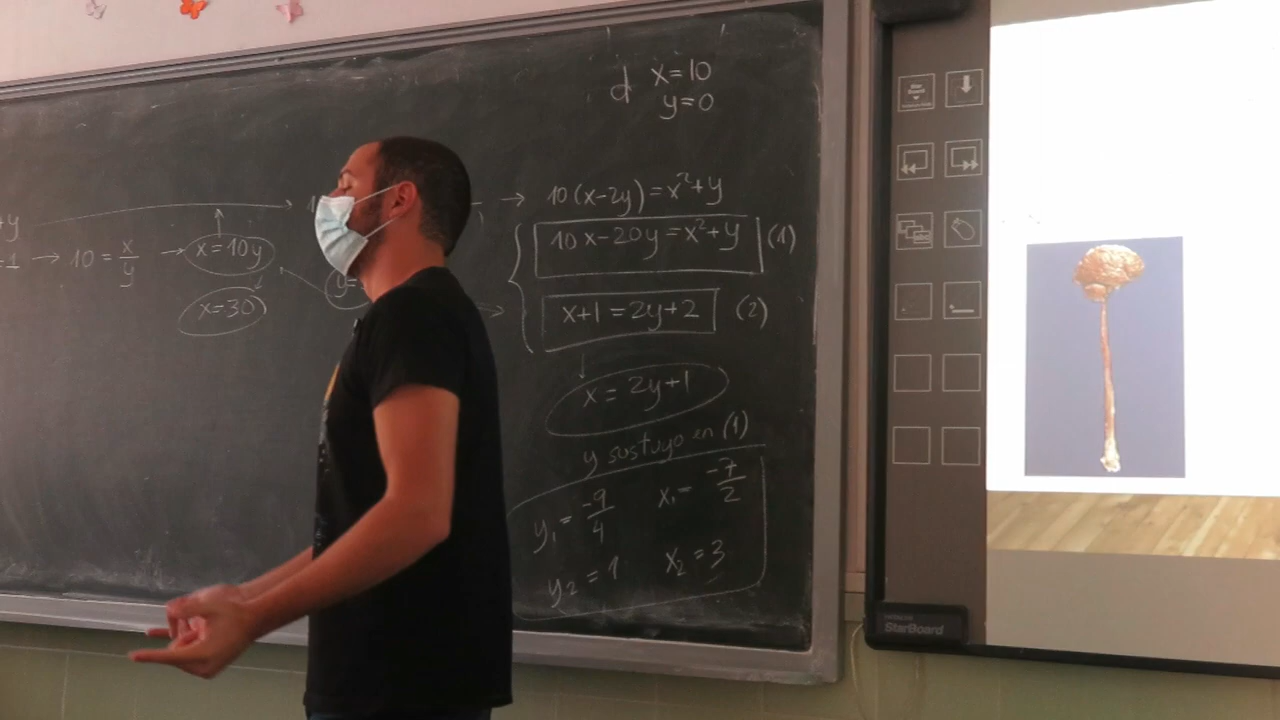 d x=10
y=0
+y
→ 10 = x/y → x=10y
x=30
y=
→ 10(x-2y)=x²+y
10x-20y=x²+y (1)
x+1=2y+2 (2)
x=2y+1
y sustuyo en (1)
y₁=-9/4 x₁=-7/2
y₂=1 x₂=3
StarBoard